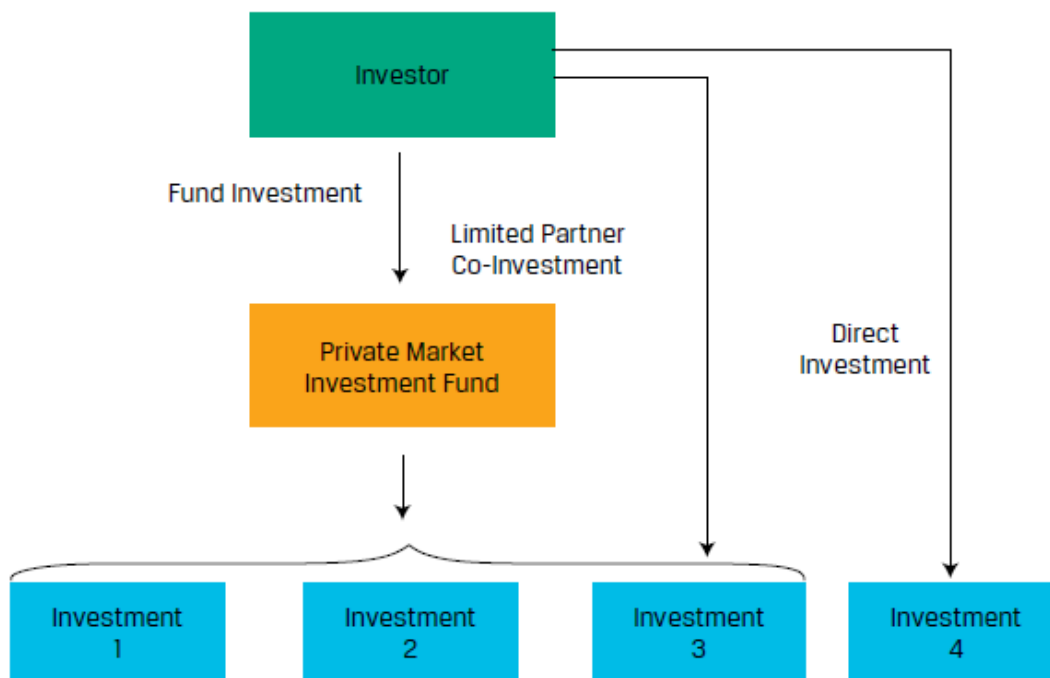 Investor
Fund Investment
Limited Partner
Co-Investment
Private Market
Investment Fund
Direct
Investment
Investment
1
Investment
2
Investment
3
Investment
4